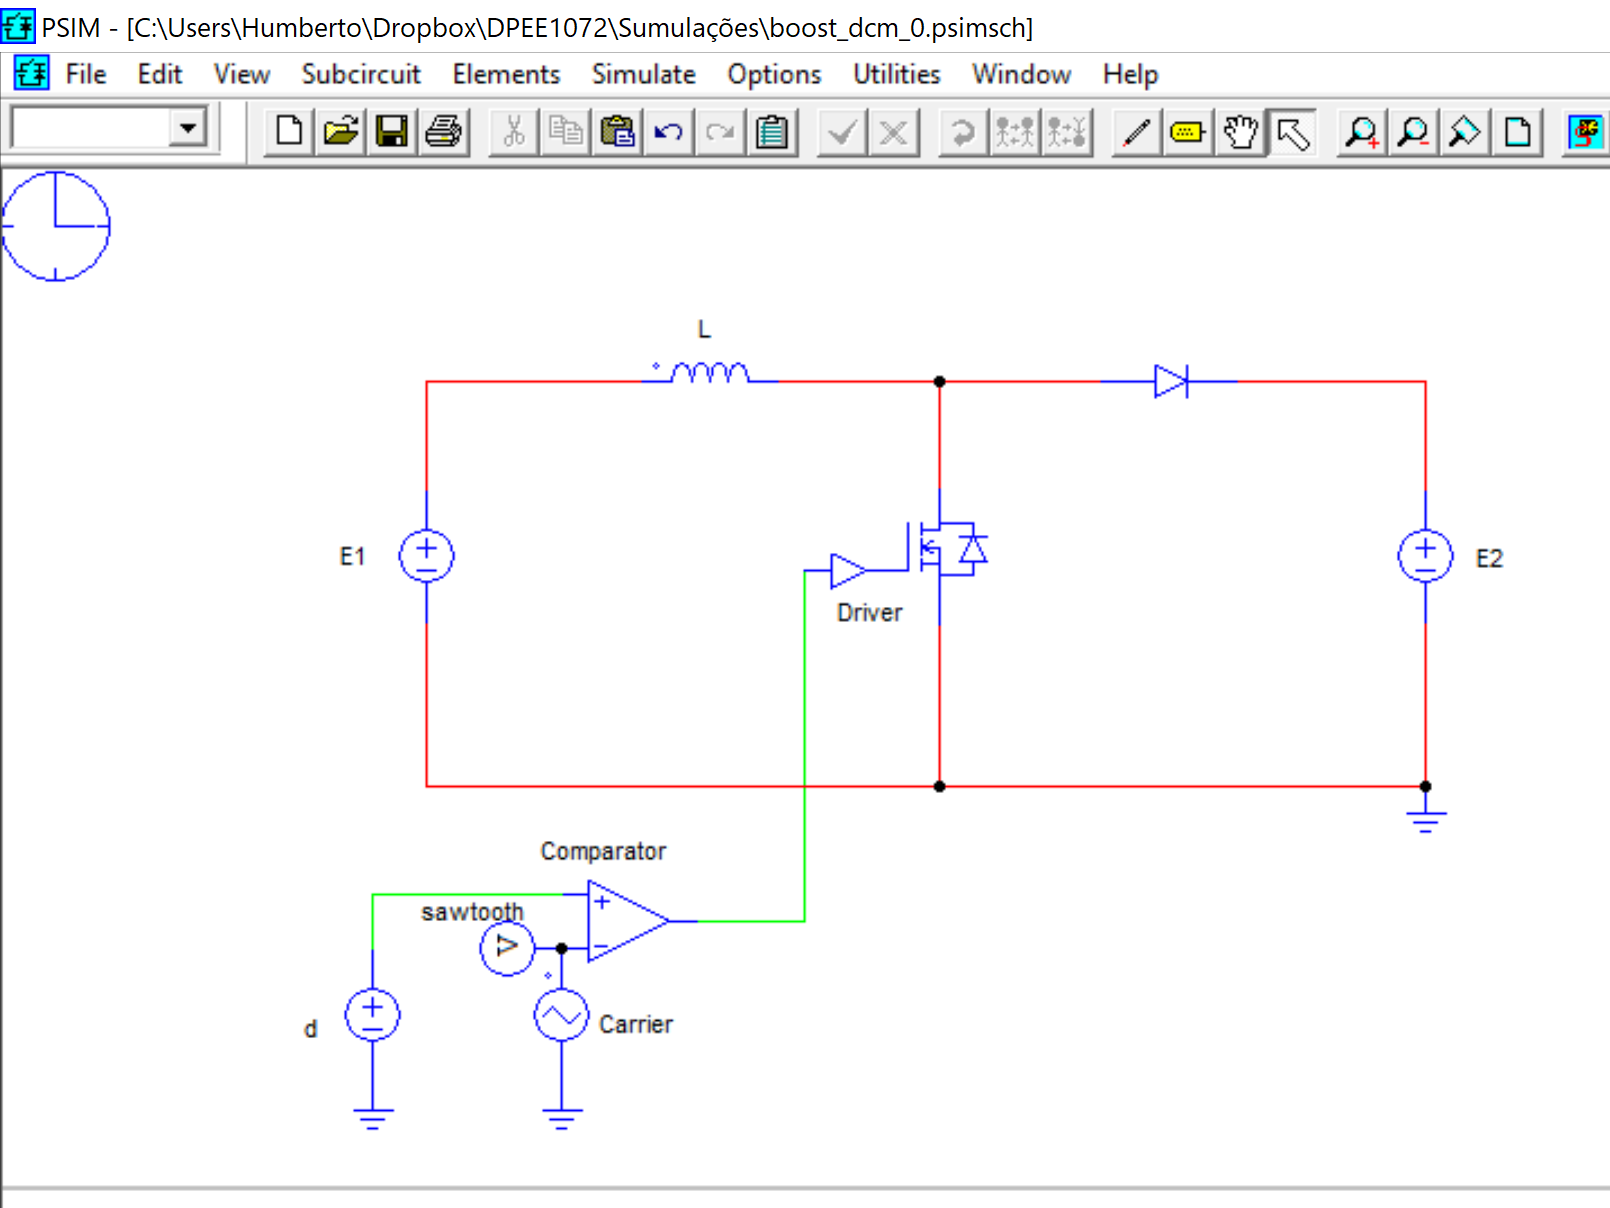 PSIM - [C:\Users\Humberto\Dropbox\DPEE1072\Sumulações\boost_dcm_0.psimsch]
File Edit View Subcircuit Elements Simulate Options Utilities Window Help
L
E1
E2
Driver
Comparator
sawtooth
V
d
Carrier